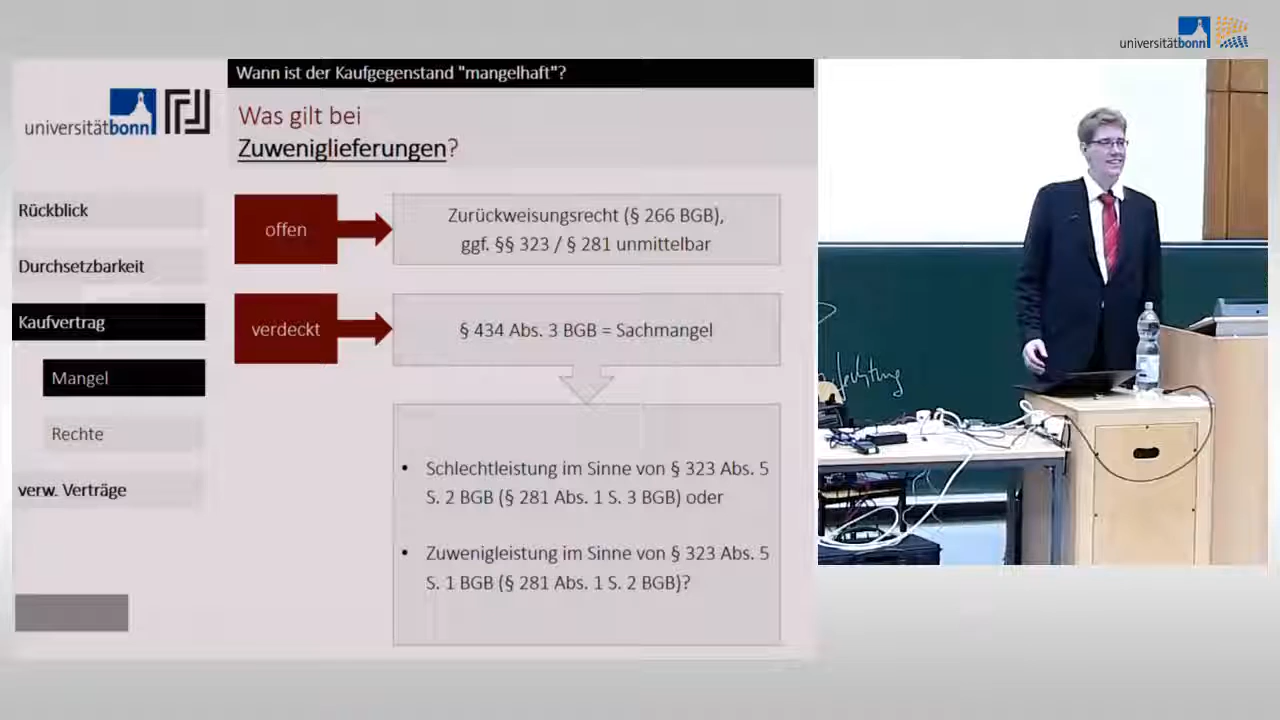 universitätbonn
Wann ist der Kaufgegenstand "mangelhaft"?
universitätbonn
Was gilt bei
Zuweniglieferungen?
Rückblick
Durchsetzbarkeit
Kaufvertrag
Mangel
Rechte
verw. Verträge
offen
Zurückweisungsrecht (§ 266 BGB),
ggf. §§ 323 / § 281 unmittelbar
verdeckt
§ 434 Abs. 3 BGB = Sachmangel
• Schlechtleistung im Sinne von § 323 Abs. 5
S. 2 BGB (§ 281 Abs. 1 S. 3 BGB) oder
• Zuwenigleistung im Sinne von § 323 Abs. 5
S. 1 BGB (§ 281 Abs. 1 S. 2 BGB)?